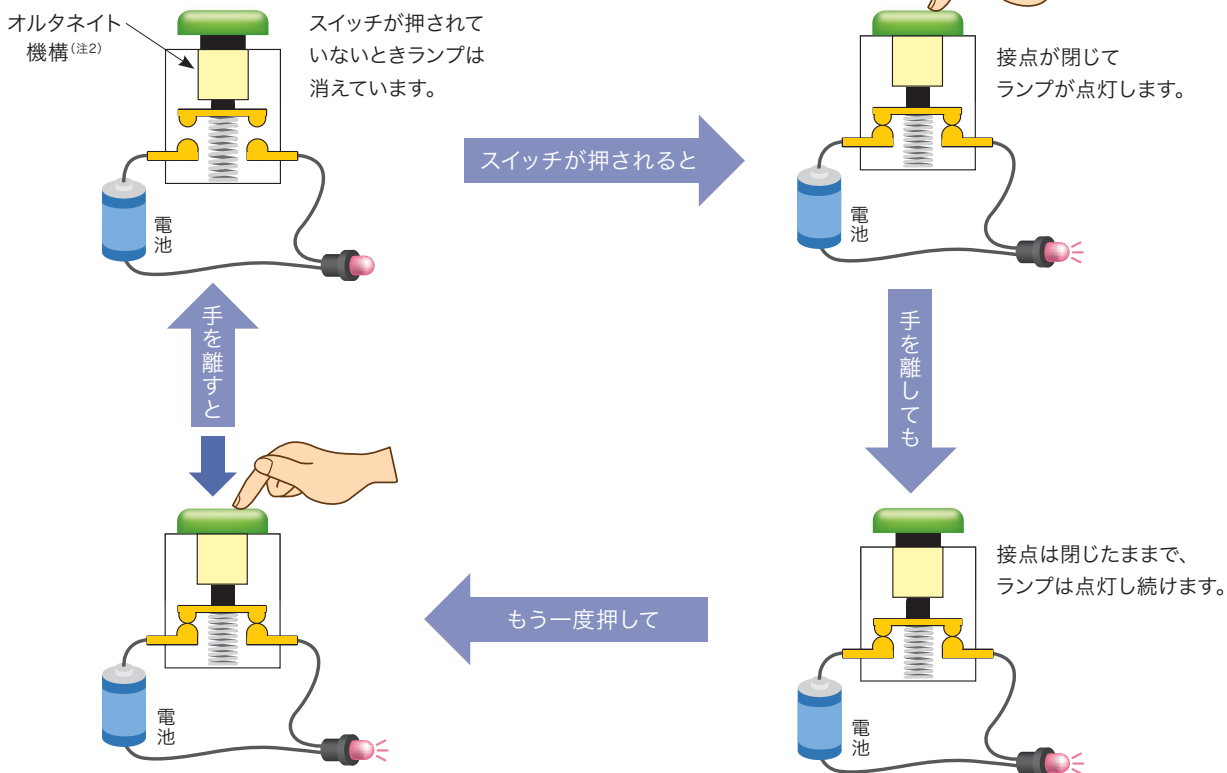 オルタネイト
機構(注2)
スイッチが押されて
いないときランプは
消えています。
電池
スイッチが押されると
接点が閉じて
ランプが点灯します。
電池
手を離しても
接点は閉じたままで、
ランプは点灯し続けます。
電池
もう一度押して
電池
手を離すと